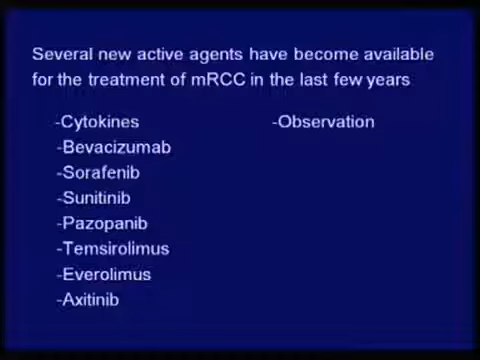 Several new active agents have become available
for the treatment of mRCC in the last few years
-Cytokines
-Bevacizumab
-Sorafenib
-Sunitinib
-Pazopanib
-Temsirolimus
-Everolimus
-Axitinib
-Observation